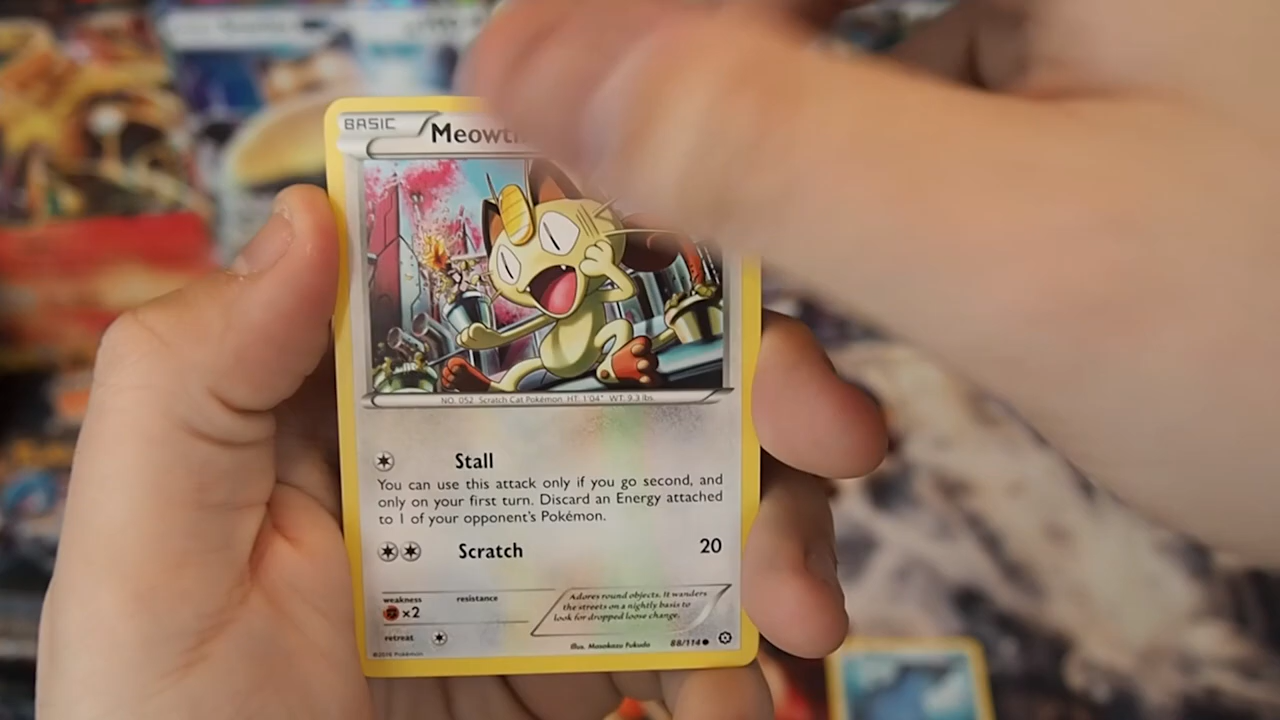 BASIC
Meowt
NO. 052 Scratch Cat Pokémon HT: 1'04" WT: 9.3 lbs.
Stall
You can use this attack only if you go second, and
only on your first turn. Discard an Energy attached
to 1 of your opponent's Pokémon.
Scratch 20
weakness resistance
×2
Adores round objects. It wanders
the streets on a nightly basis to
look for dropped loose change.
retreat
Illus. Masakazu Fukuda 88/114
©2016 Pokémon